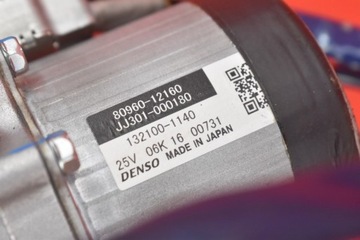 80960-12160
JJ301-000180
132100-1140
25V 06K 16 00731
DENSO MADE IN JAPAN